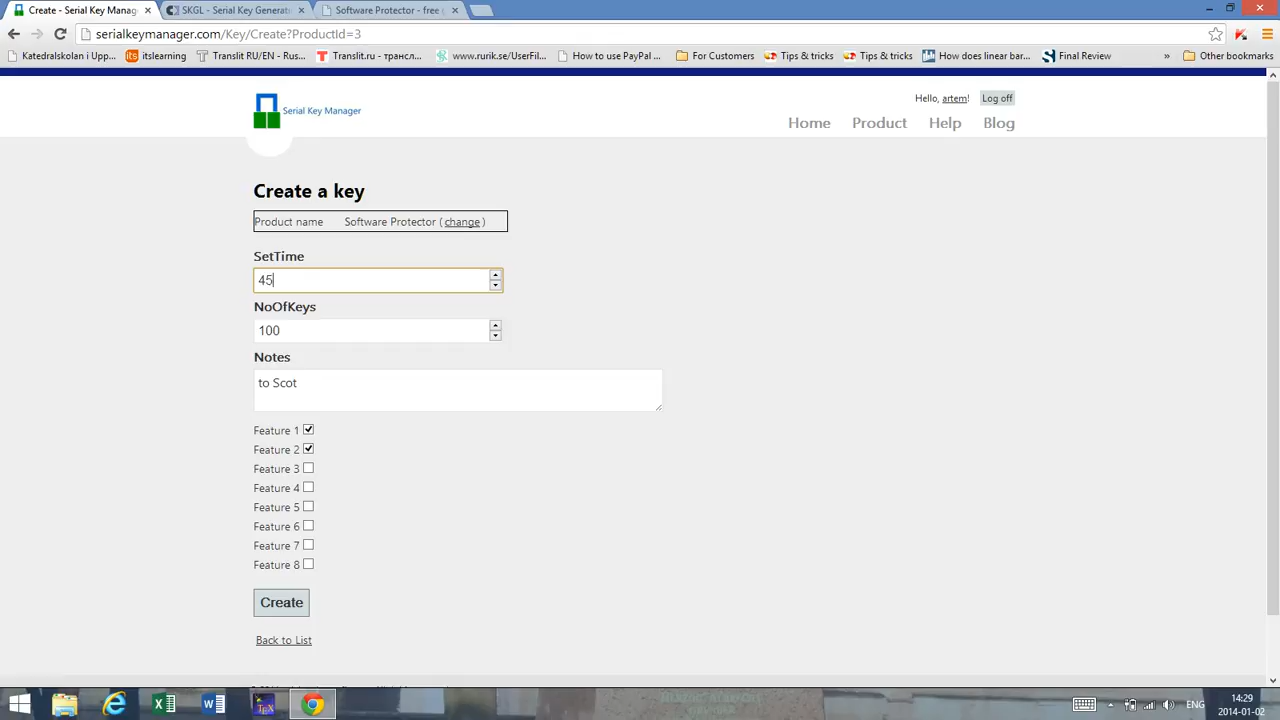 Create - Serial Key Manag
SKGL - Serial Key Generati
Software Protector - free g
serialkeymanager.com/Key/Create?ProductId=3
Katedralskolan i Upp...
its itslearning
Translit RU/EN - Rus...
Translit.ru - трансл...
www.rurik.se/UserFil...
How to use PayPal ...
For Customers
Tips & tricks
Tips & tricks
How does linear bar...
Final Review
»
Other bookmarks
Serial Key Manager
Hello, artem! Log off
Home Product Help Blog
Create a key
Product name Software Protector ( change )
SetTime
45
NoOfKeys
100
Notes
to Scot
Feature 1
Feature 2
Feature 3
Feature 4
Feature 5
Feature 6
Feature 7
Feature 8
Create
Back to List
ENG
14:29
2014-01-02